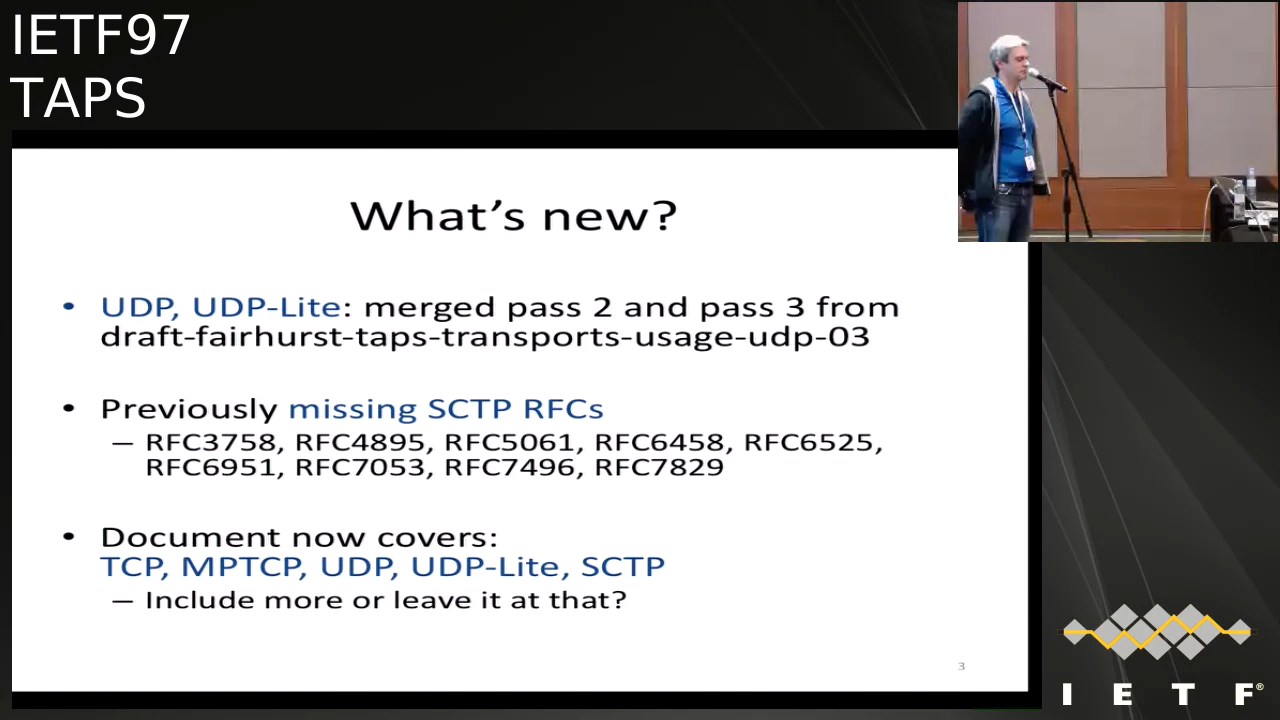 IETF97
TAPS
What's new?
• UDP, UDP-Lite: merged pass 2 and pass 3 from
draft-fairhurst-taps-transports-usage-udp-03
• Previously missing SCTP RFCs
– RFC3758, RFC4895, RFC5061, RFC6458, RFC6525,
RFC6951, RFC7053, RFC7496, RFC7829
• Document now covers:
TCP, MPTCP, UDP, UDP-Lite, SCTP
– Include more or leave it at that?
3
I E T F®